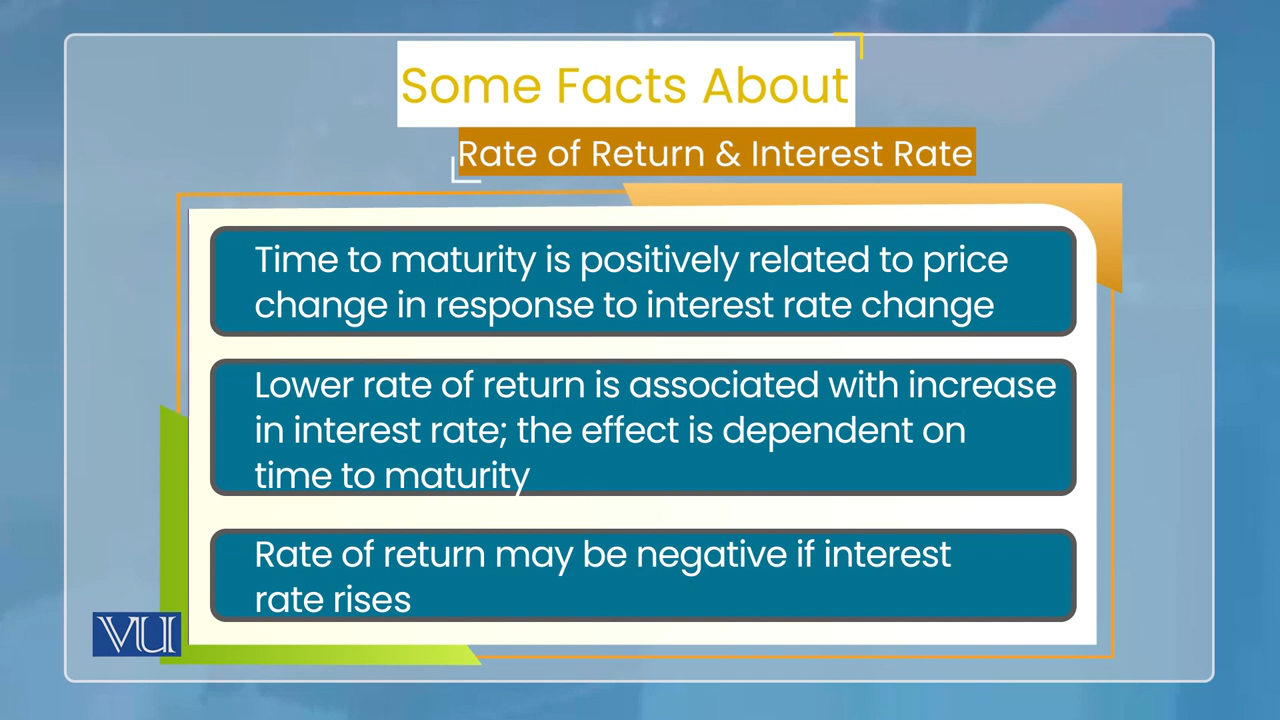 Some Facts About
Rate of Return & Interest Rate
Time to maturity is positively related to price
change in response to interest rate change
Lower rate of return is associated with increase
in interest rate; the effect is dependent on
time to maturity
Rate of return may be negative if interest
rate rises
VU